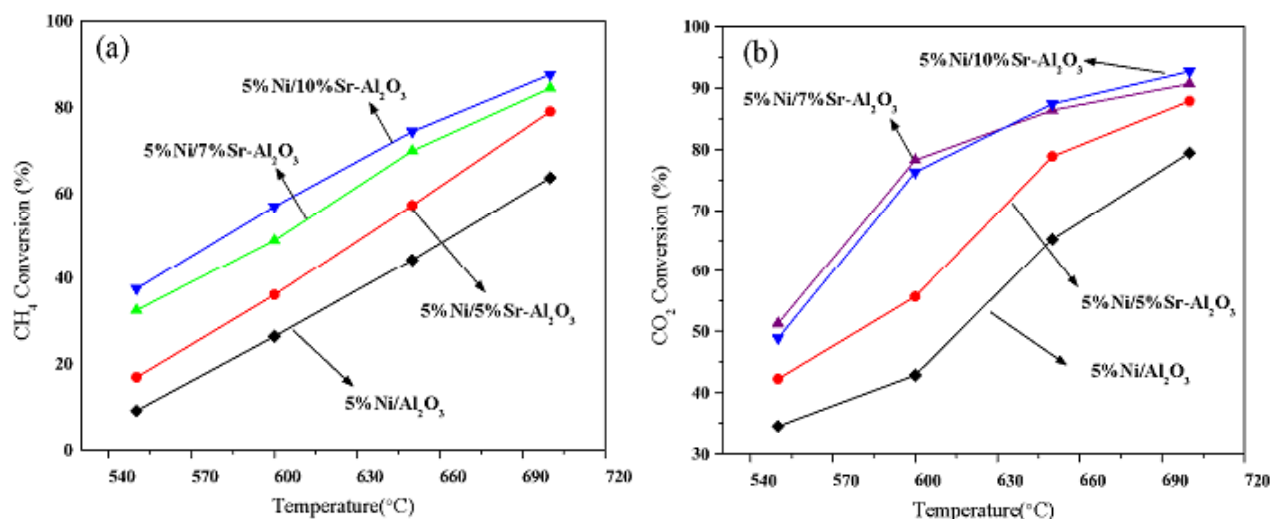 (a)
CH₄ Conversion (%)
100
80
60
40
20
0
5%Ni/10%Sr-Al₂O₃
5%Ni/7%Sr-Al₂O₃
5%Ni/5%Sr-Al₂O₃
5%Ni/Al₂O₃
540 570 600 630 660 690 720
Temperature(°C)
(b)
CO₂ Conversion (%)
100
90
80
70
60
50
40
30
5%Ni/10%Sr-Al₂O₃
5%Ni/7%Sr-Al₂O₃
5%Ni/5%Sr-Al₂O₃
5%Ni/Al₂O₃
540 570 600 630 660 690 720
Temperature(°C)